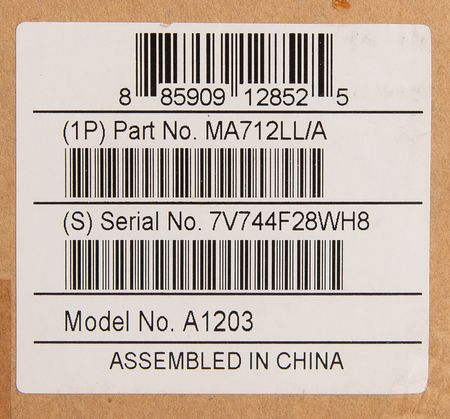 8 85909 12852 5
(1P) Part No. MA712LL/A
(S) Serial No. 7V744F28WH8
Model No. A1203
ASSEMBLED IN CHINA